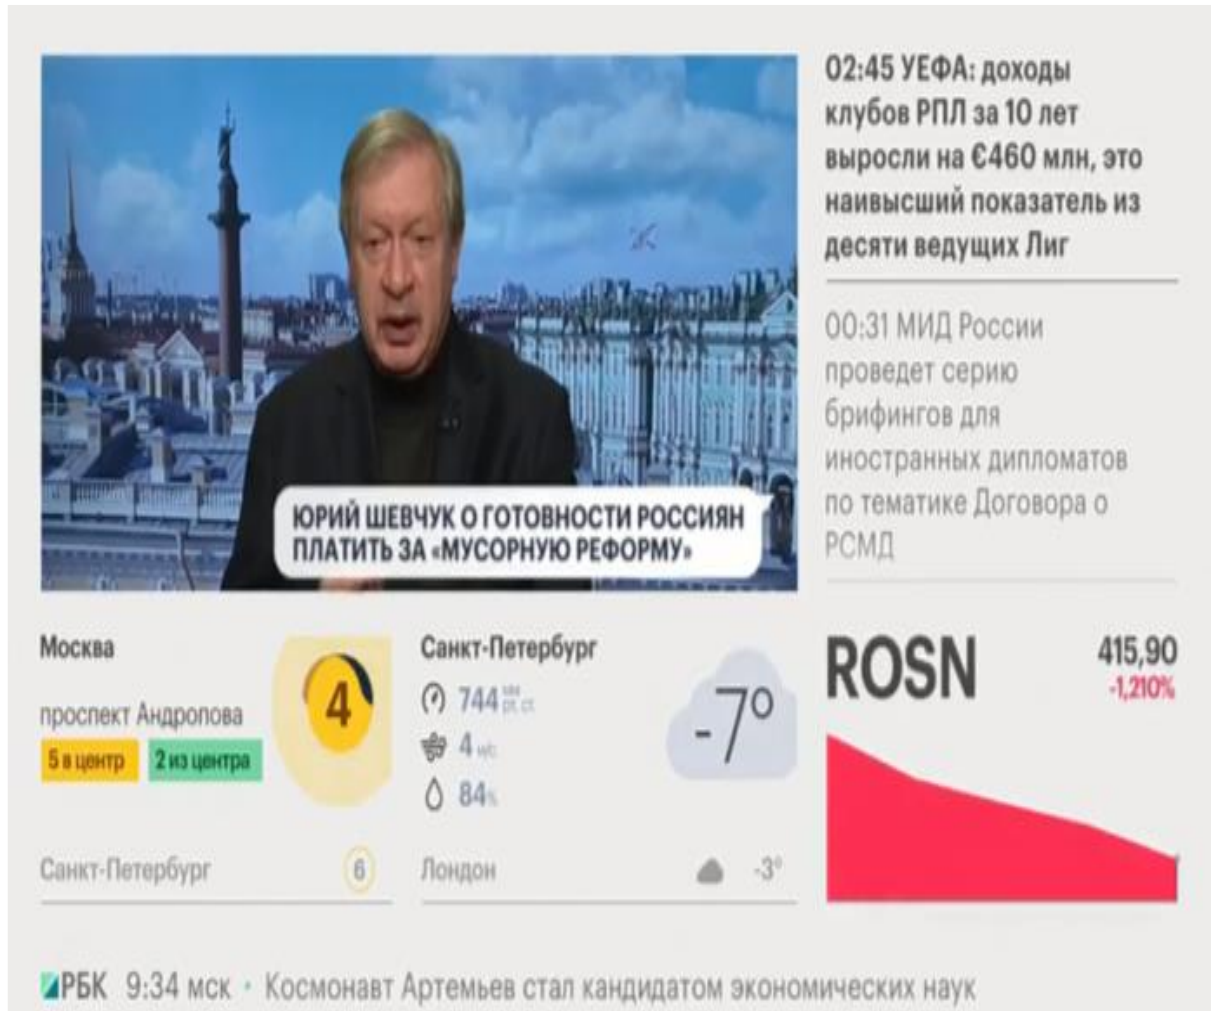 02:45 УЕФА: доходы
клубов РПЛ за 10 лет
выросли на €460 млн, это
наивысший показатель из
десяти ведущих Лиг
00:31 МИД России
проведет серию
брифингов для
иностранных дипломатов
по тематике Договора о
РСМД
ЮРИЙ ШЕВЧУК О ГОТОВНОСТИ РОССИЯН
ПЛАТИТЬ ЗА «МУСОРНУЮ РЕФОРМУ»
Москва
проспект Андропова
5 в центр 2 из центра
4
Санкт-Петербург 6
Санкт-Петербург
744 мм рт. ст.
4 м/с
84%
-7°
Лондон -3°
ROSN 415,90
-1,210%
РБК 9:34 мск • Космонавт Артемьев стал кандидатом экономических наук